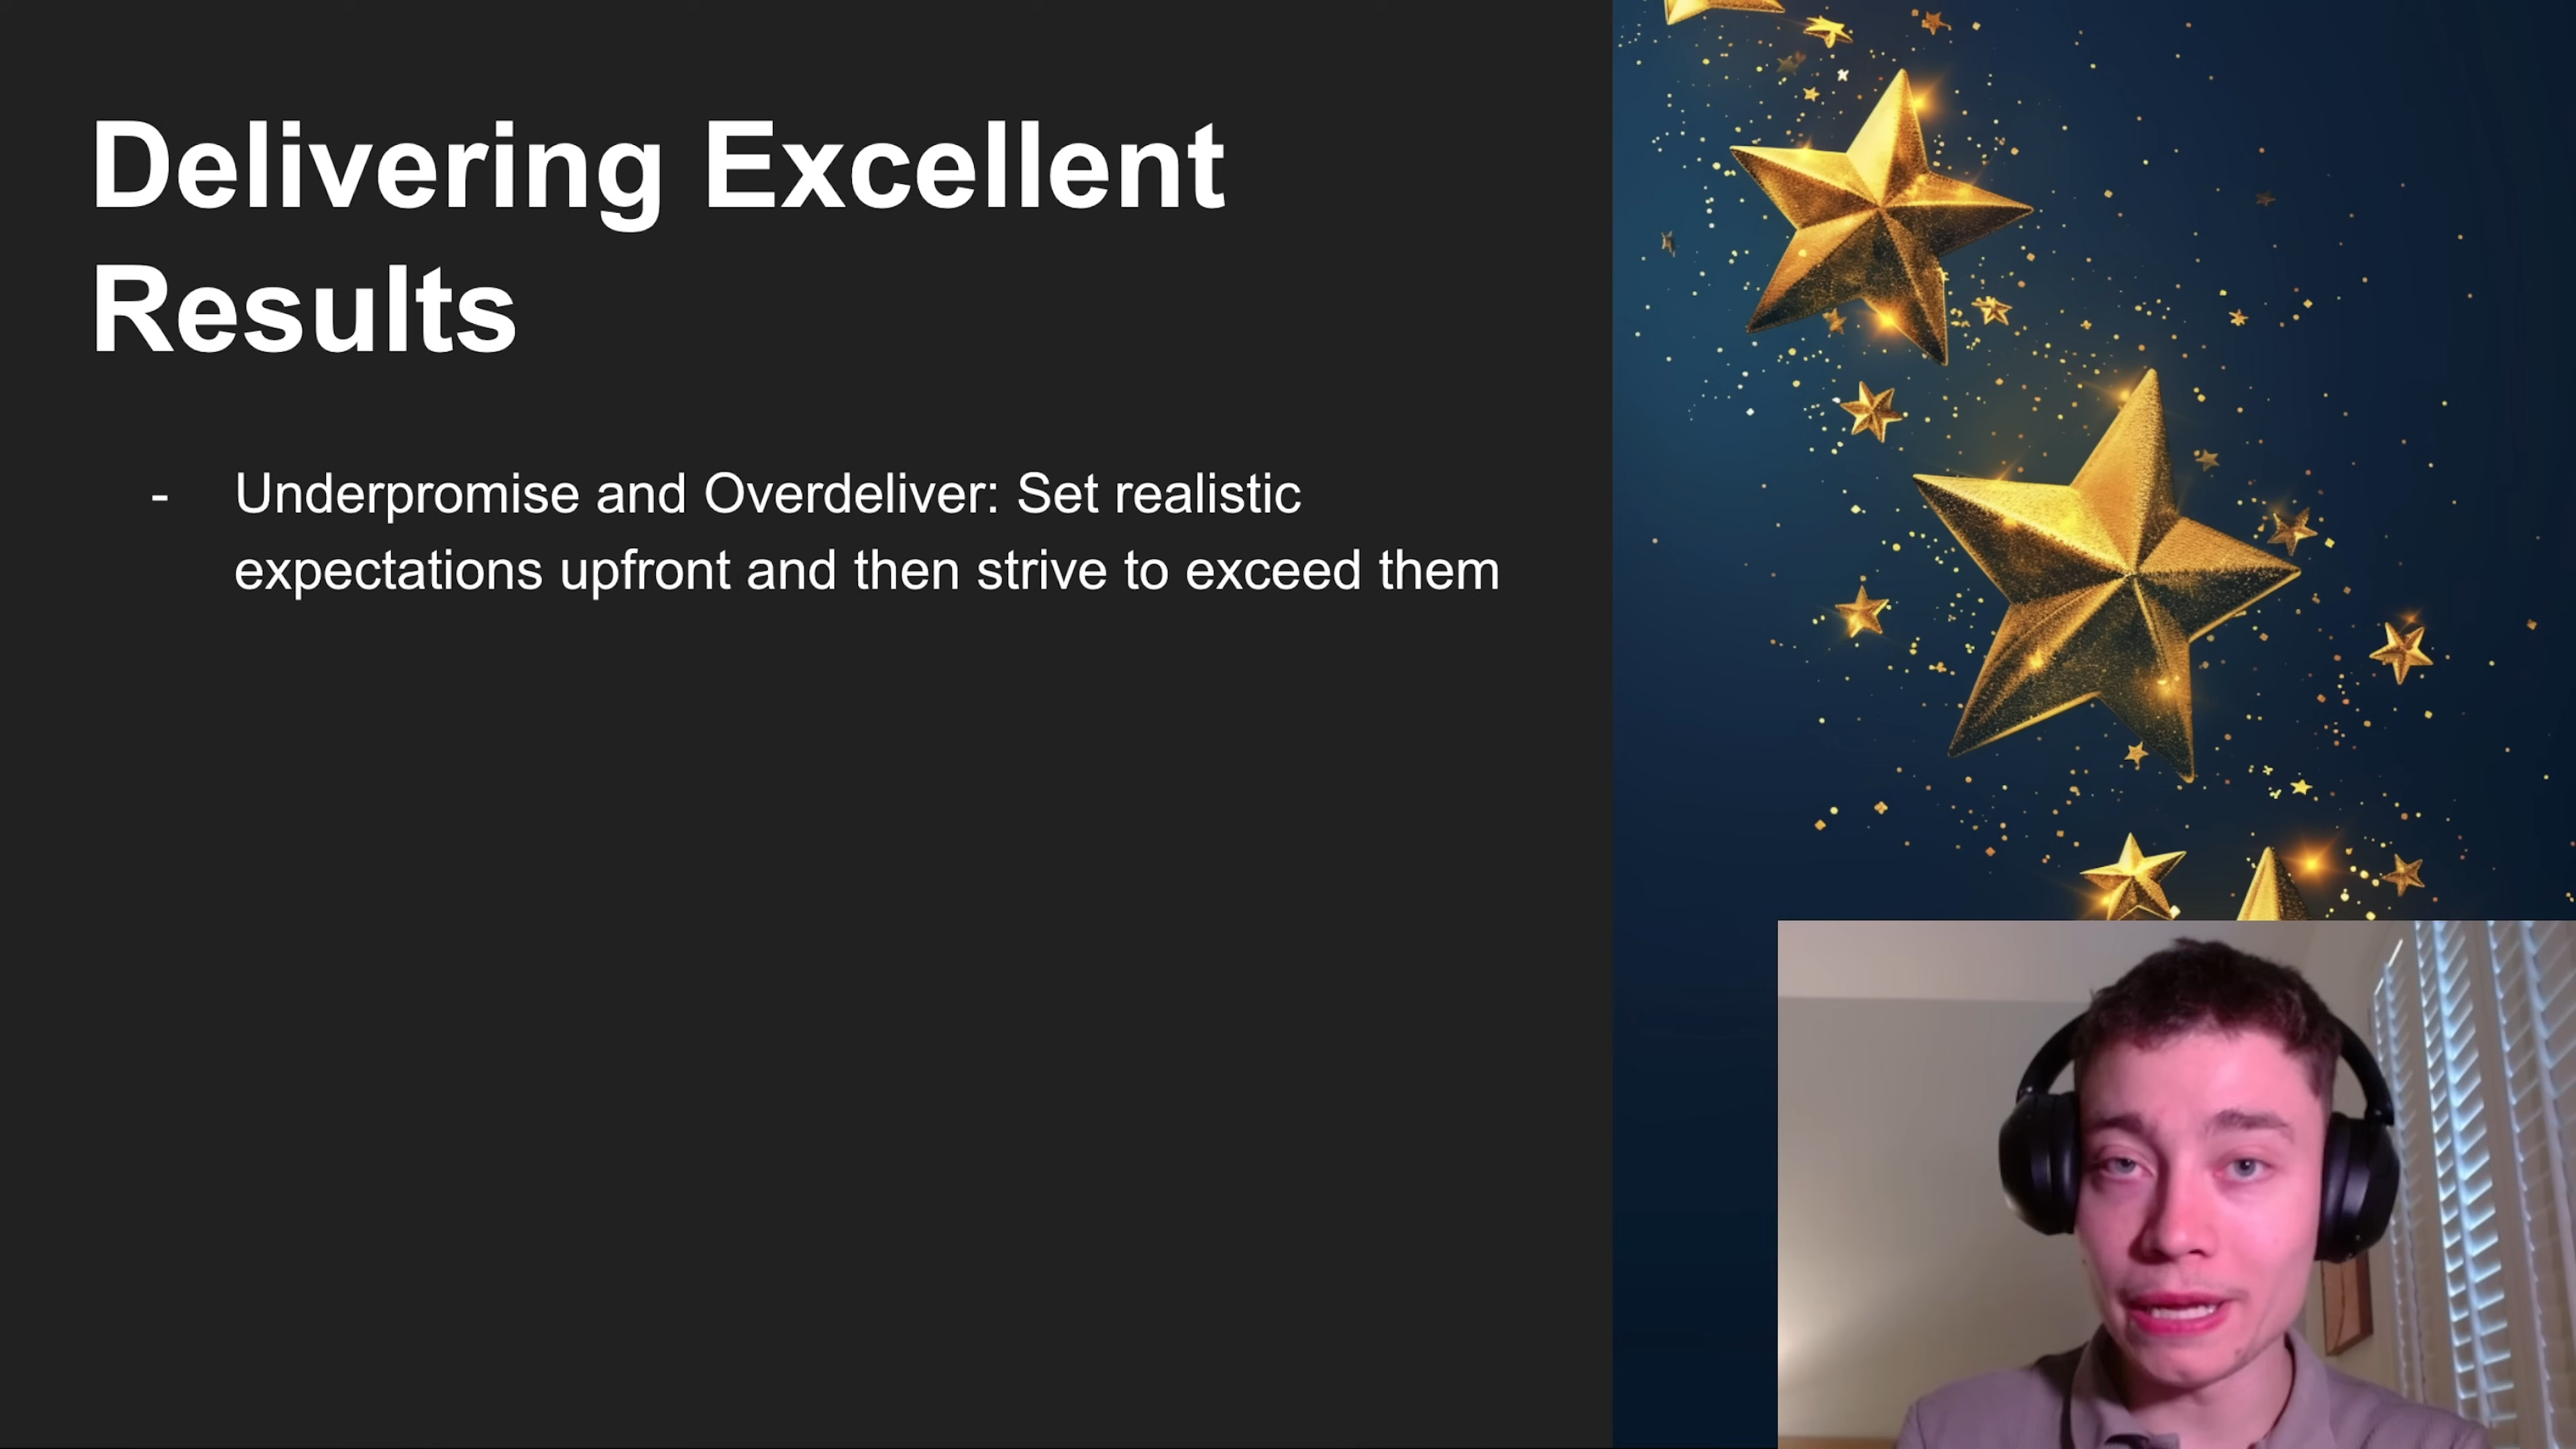 Delivering Excellent
Results
- Underpromise and Overdeliver: Set realistic
expectations upfront and then strive to exceed them